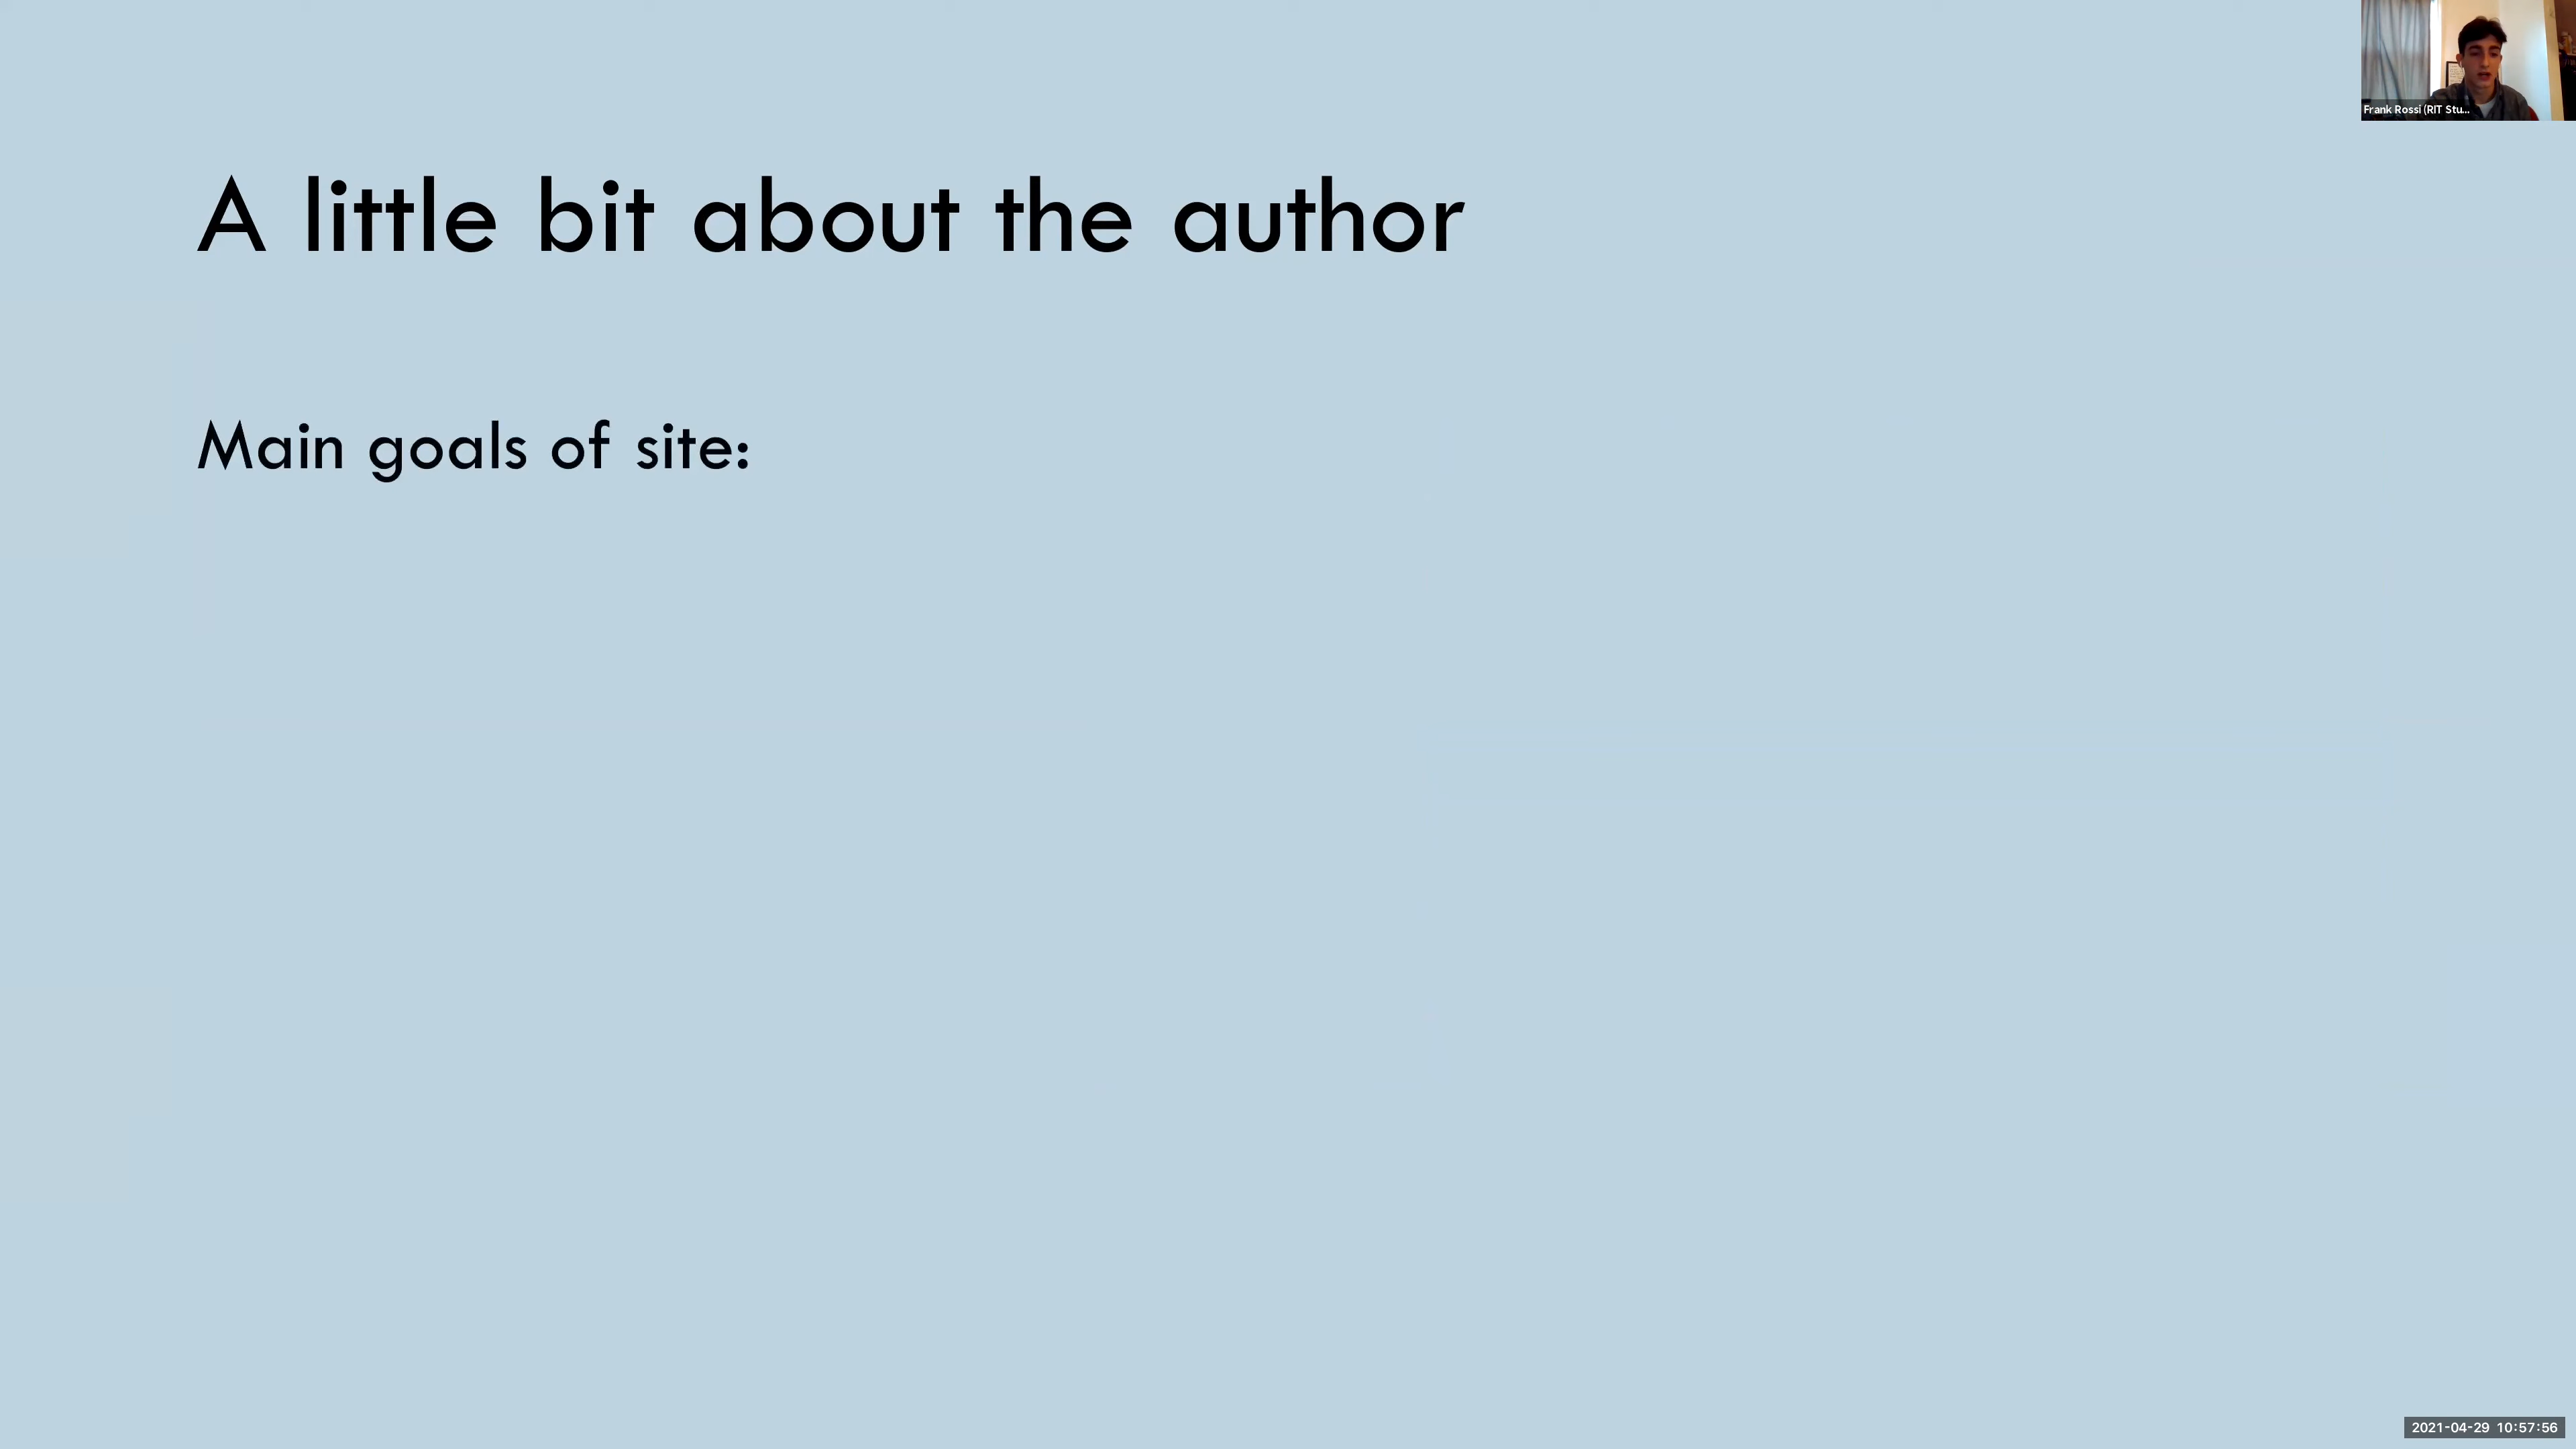 Frank Rossi (RIT Stu...
A little bit about the author
Main goals of site:
2021-04-29 10:57:56